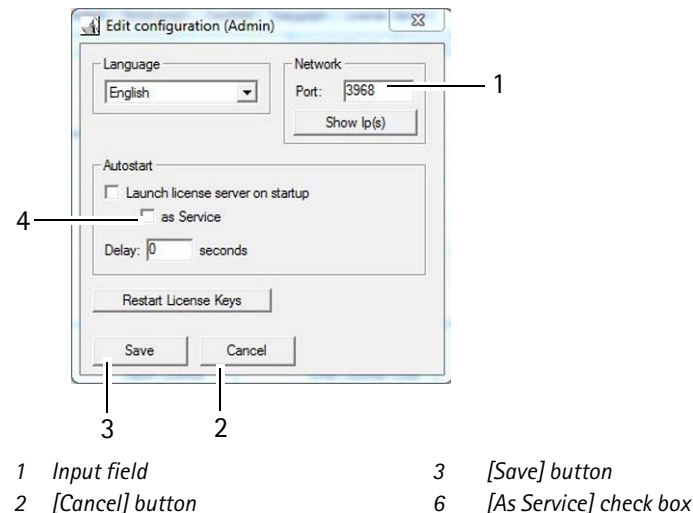 Edit configuration (Admin)
Language
English
Network
Port: 3968
Show Ip(s)
1
Autostart
Launch license server on startup
4
as Service
Delay: 0 seconds
Restart License Keys
Save Cancel
3 2
1 Input field 3 [Save] button
2 [Cancel] button 6 [As Service] check box